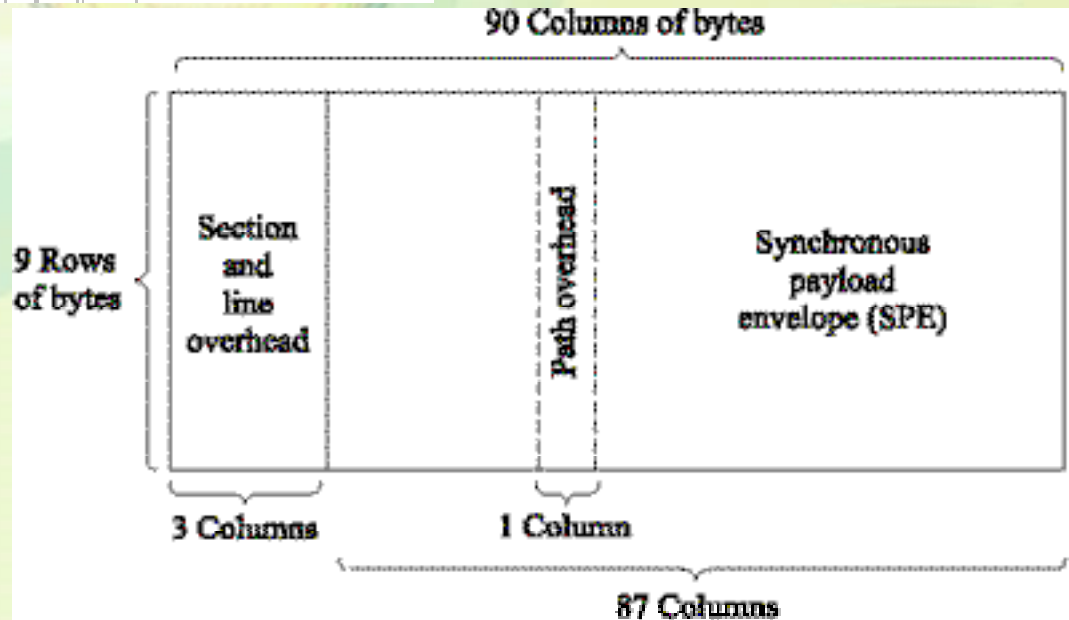 90 Columns of bytes
9 Rows
of bytes
Section
and
line
overhead
Path overhead
Synchronous
payload
envelope (SPE)
3 Columns
1 Column
87 Columns